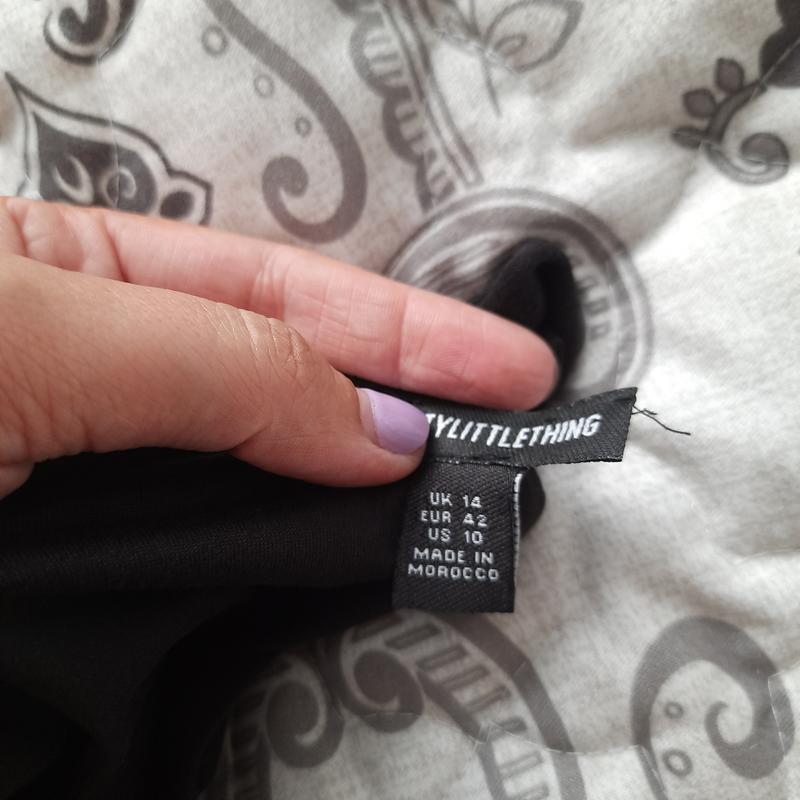 TYLITTLETHING
UK 14
EUR 42
US 10
MADE IN
MOROCCO